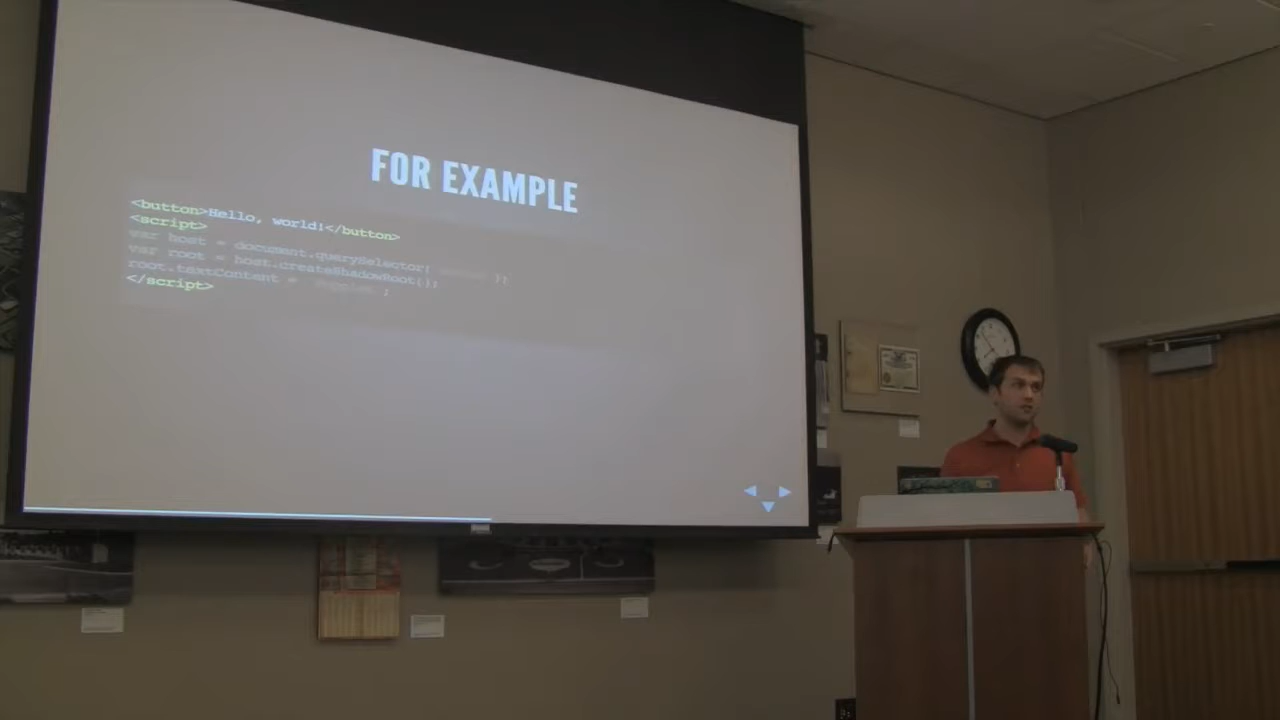 FOR EXAMPLE
<button>Hello, world!</button>
<script>
var host = document.querySelector( );
var root = host.createShadowRoot();
root.textContent = ;
</script>